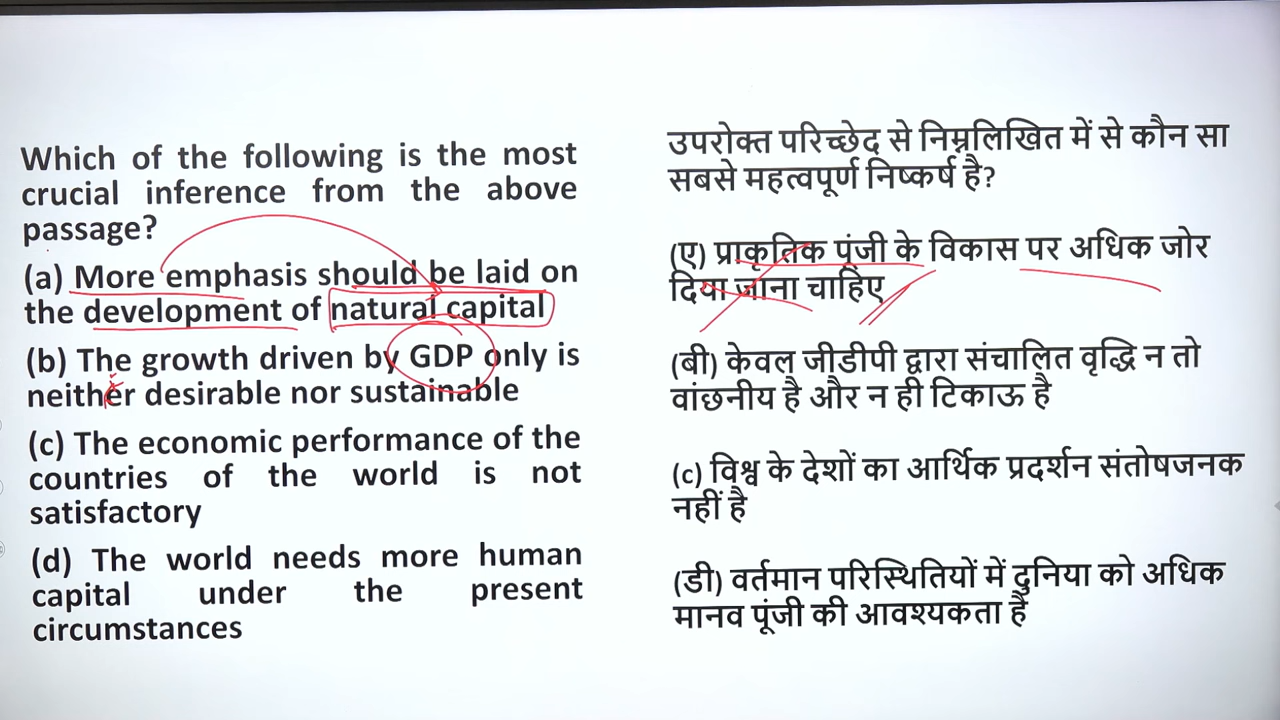 Which of the following is the most
crucial inference from the above
passage?
(a) More emphasis should be laid on
the development of natural capital
(b) The growth driven by GDP only is
neither desirable nor sustainable
(c) The economic performance of the
countries of the world is not
satisfactory
(d) The world needs more human
capital under the present
circumstances
उपरोक्त परिच्छेद से निम्नलिखित में से कौन सा
सबसे महत्वपूर्ण निष्कर्ष है?
(ए) प्राकृतिक पूंजी के विकास पर अधिक जोर
दिया जाना चाहिए
(बी) केवल जीडीपी द्वारा संचालित वृद्धि न तो
वांछनीय है और न ही टिकाऊ है
(c) विश्व के देशों का आर्थिक प्रदर्शन संतोषजनक
नहीं है
(डी) वर्तमान परिस्थितियों में दुनिया को अधिक
मानव पूंजी की आवश्यकता है